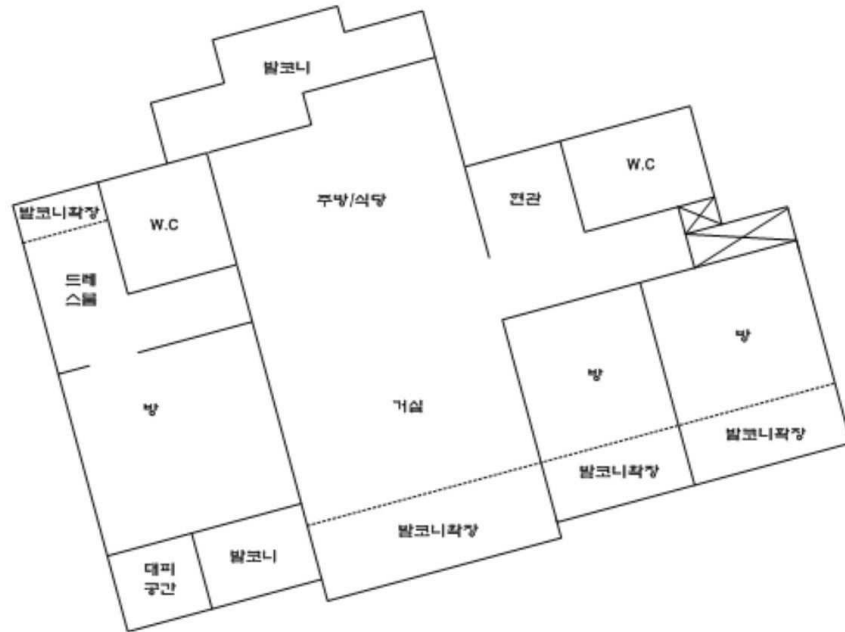 발코니
W.C
주방/식당
현관
발코니확장
W.C
드레
스룸
방
방
거실
발코니확장
발코니확장
발코니확장
발코니
대피
공간
방